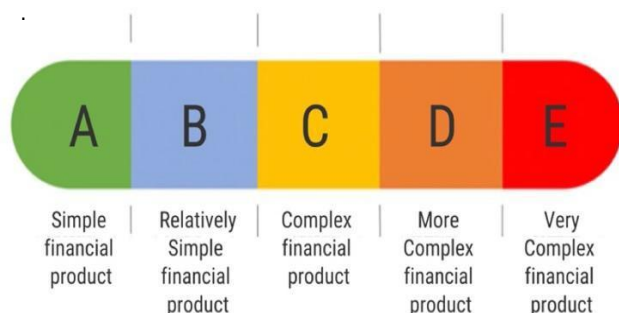 .
A B C D E
Simple
financial
product
Relatively
Simple
financial
product
Complex
financial
product
More
Complex
financial
product
Very
Complex
financial
product